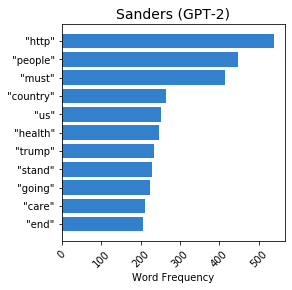 Sanders (GPT-2)
"http"
"people"
"must"
"country"
"us"
"health"
"trump"
"stand"
"going"
"care"
"end"
0 100 200 300 400 500
Word Frequency